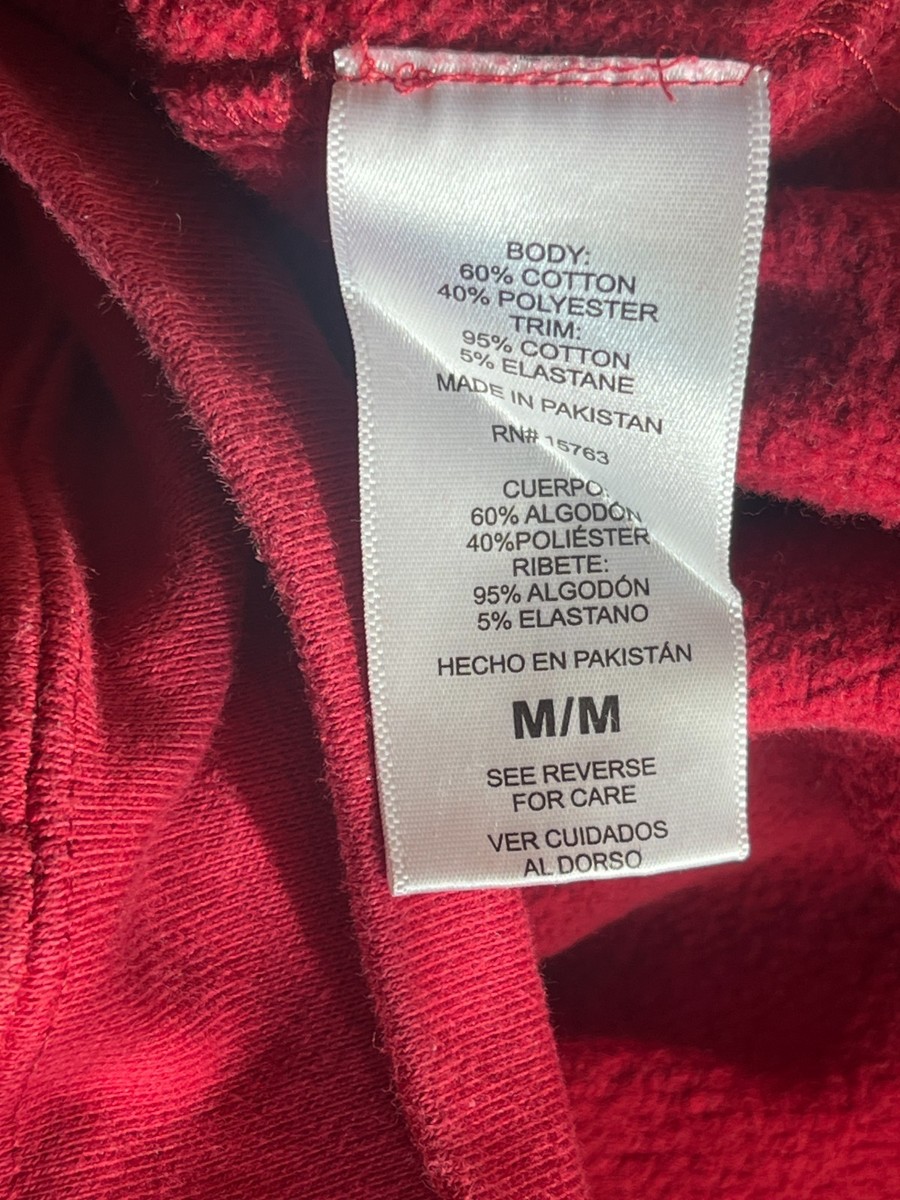 BODY:
60% COTTON
40% POLYESTER
TRIM:
95% COTTON
5% ELASTANE
MADE IN PAKISTAN
RN# 15763
CUERPO:
60% ALGODÓN
40%POLIÉSTER
RIBETE:
95% ALGODÓN
5% ELASTANO
HECHO EN PAKISTÁN
M/M
SEE REVERSE
FOR CARE
VER CUIDADOS
AL DORSO